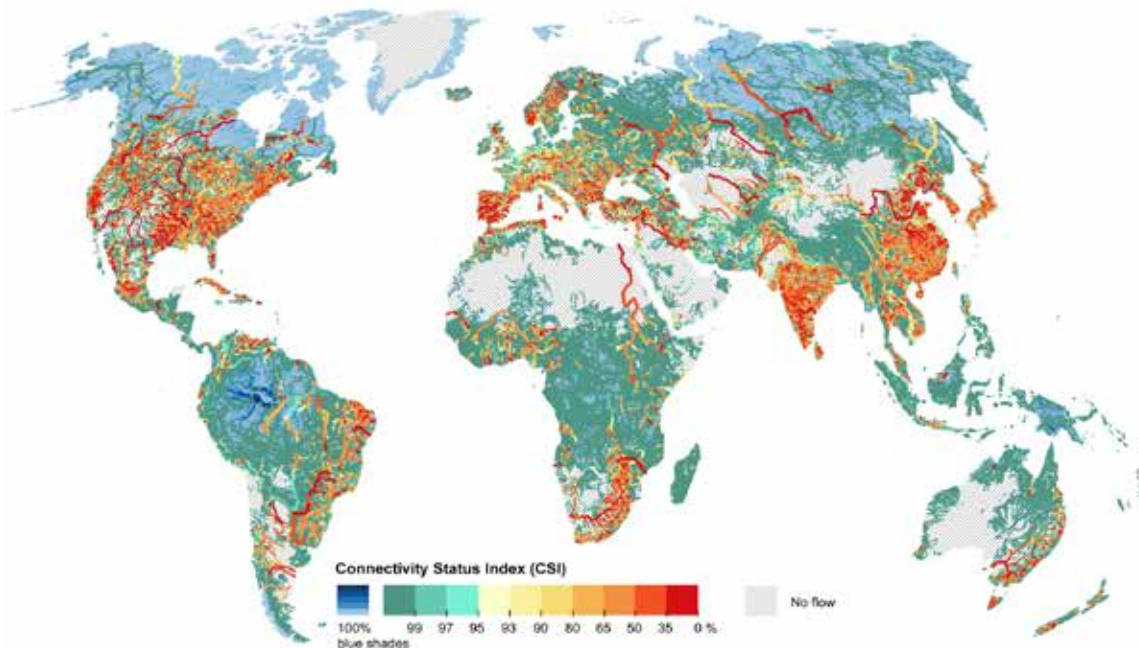 Connectivity Status Index (CSI)
No flow
100% 99 97 95 93 90 80 65 50 35 0 %
blue shades